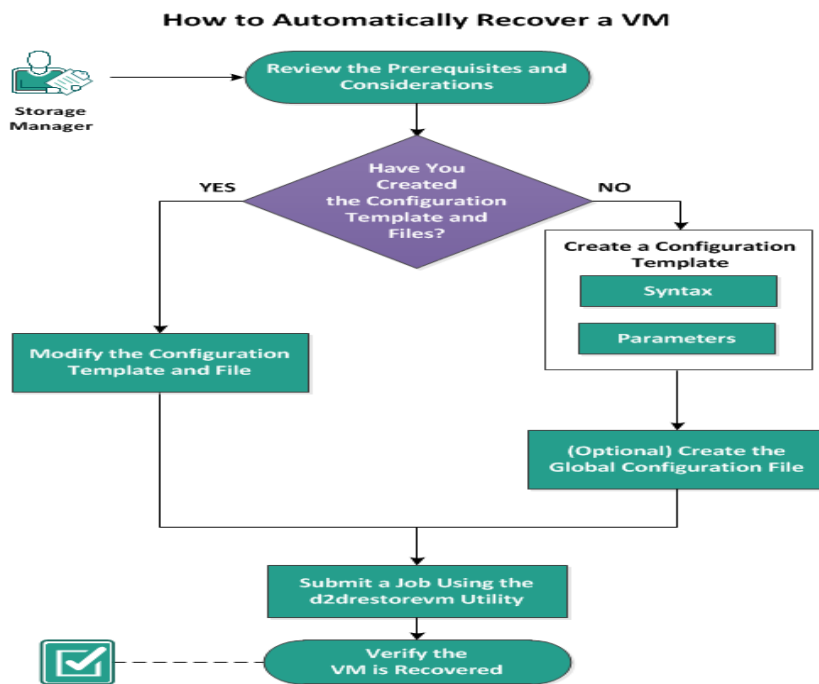 How to Automatically Recover a VM
Storage
Manager
Review the Prerequisites and
Considerations
Have You
Created
the Configuration
Template and
Files?
YES
NO
Create a Configuration
Template
Syntax
Parameters
Modify the Configuration
Template and File
(Optional) Create the
Global Configuration File
Submit a Job Using the
d2drestorevm Utility
Verify the
VM is Recovered